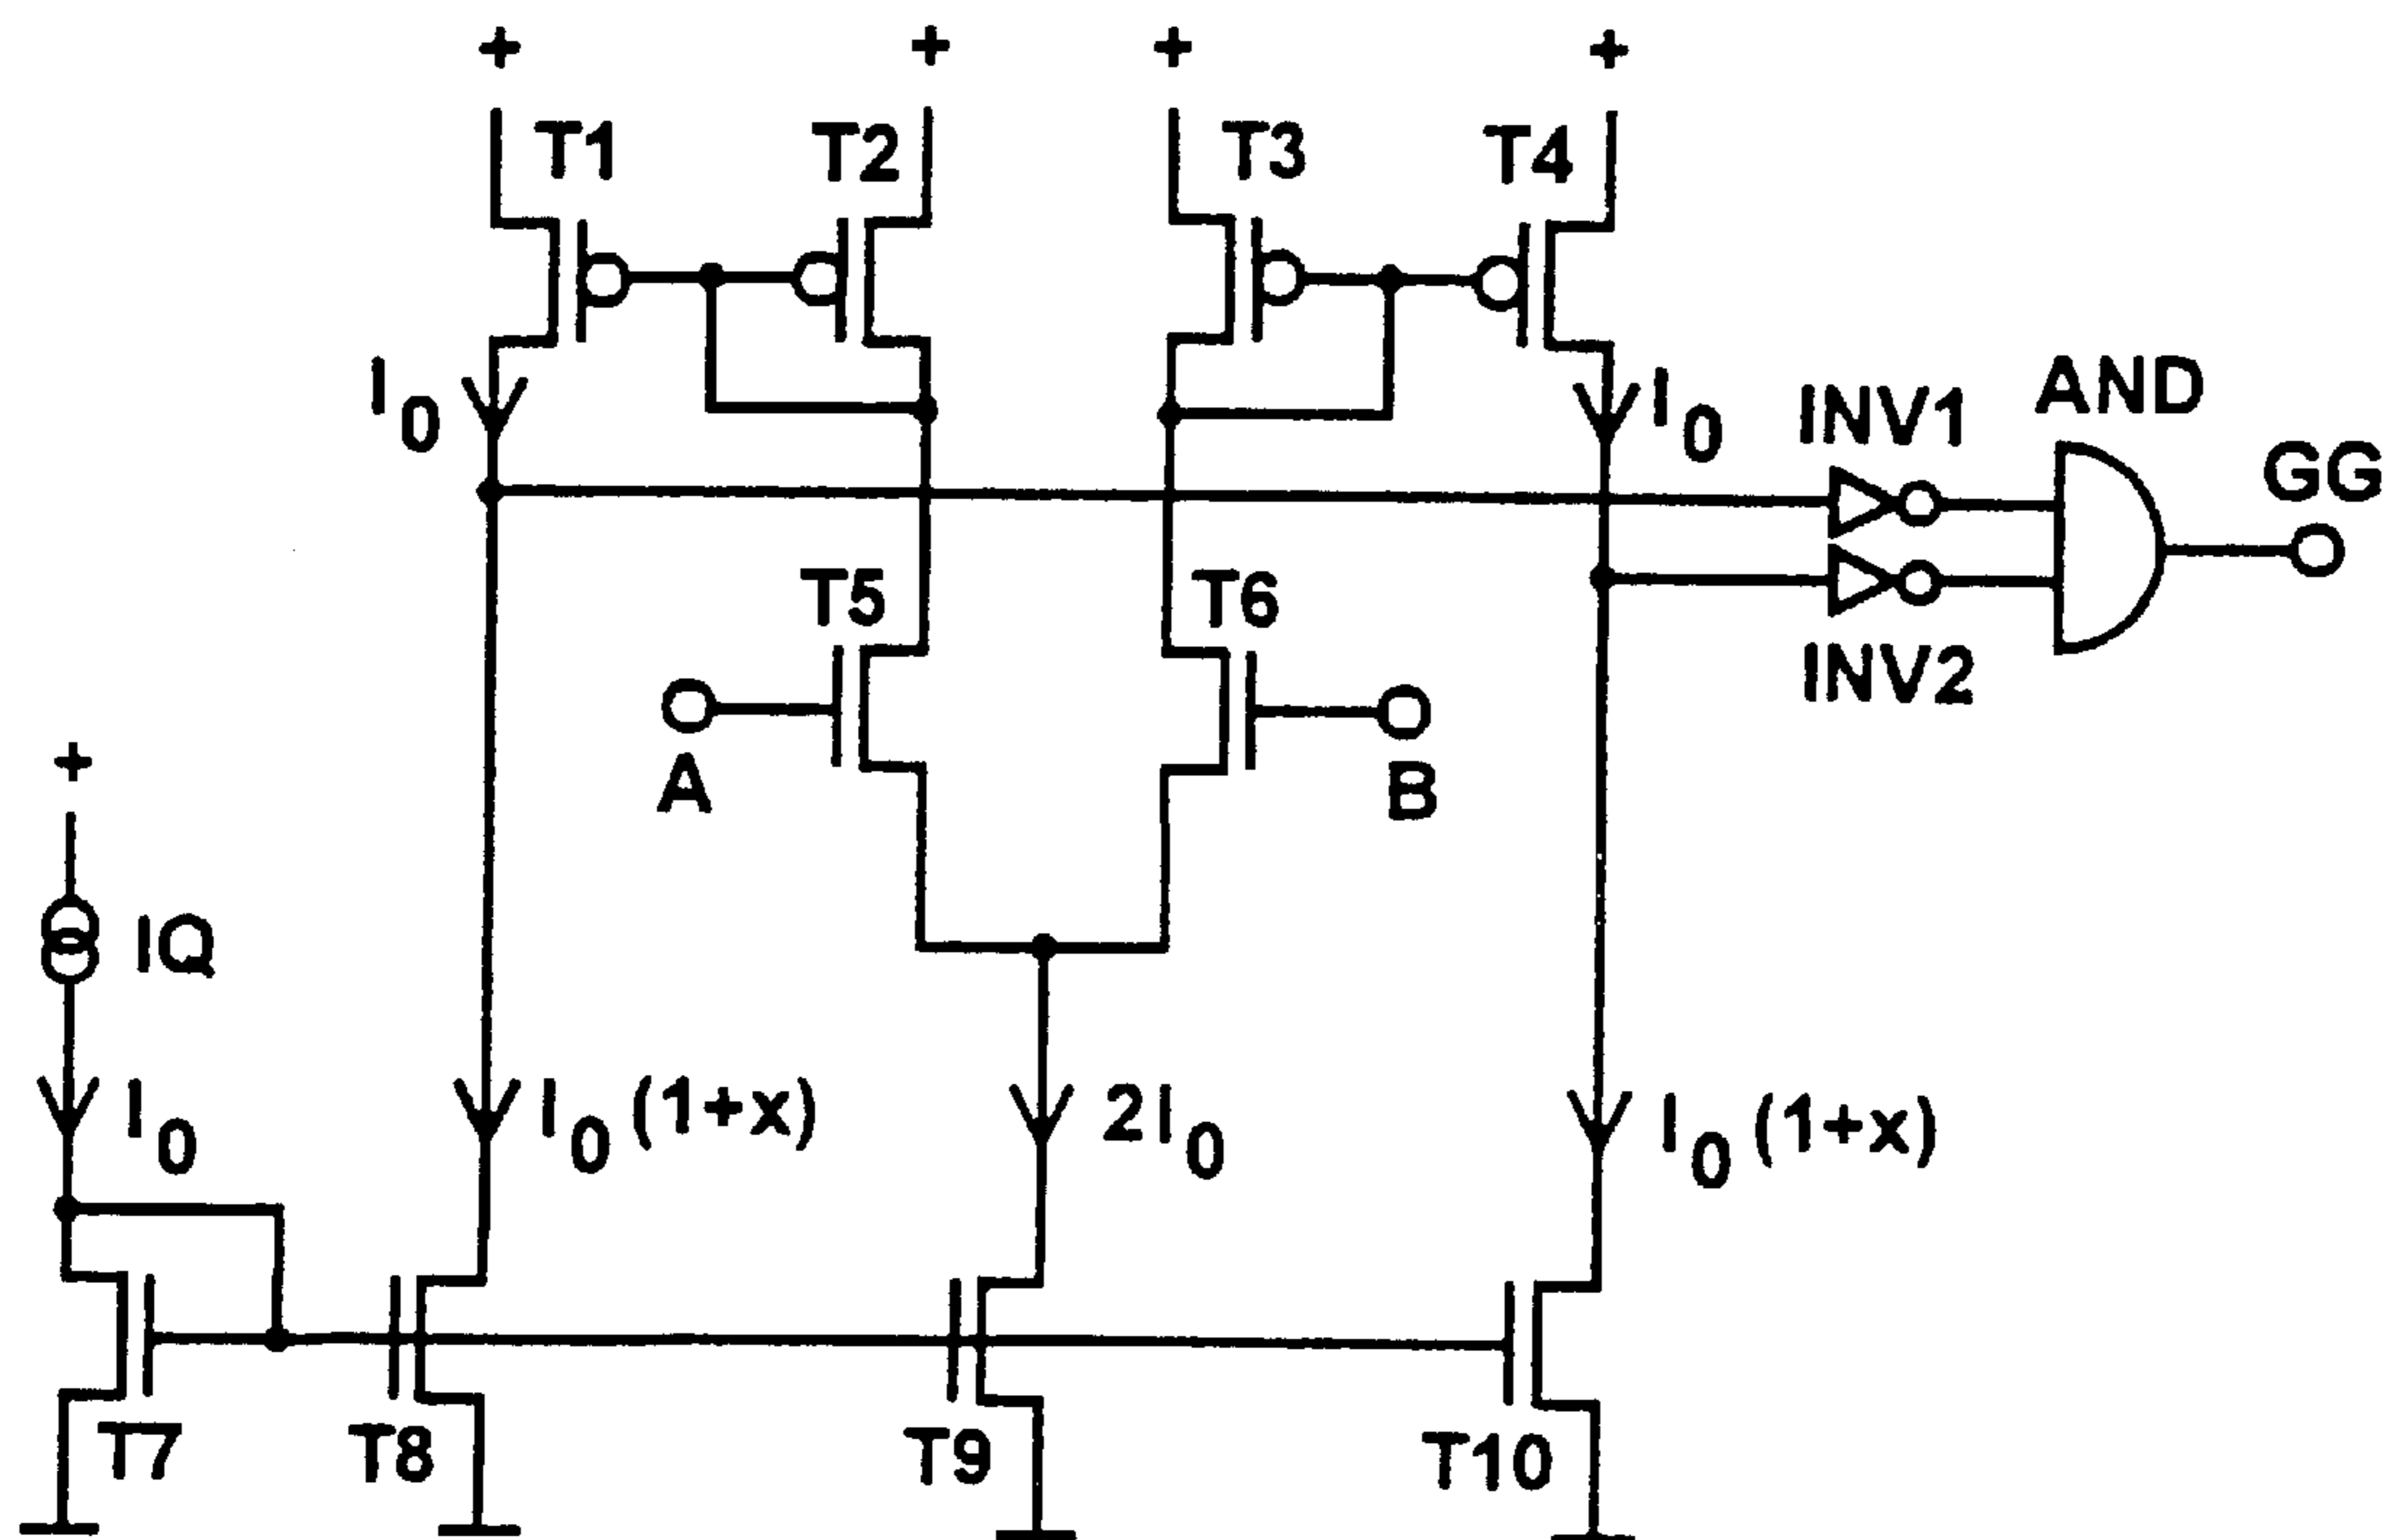 + + + +
T1 T2 T3 T4
I0 I0 INV1 AND
GG
T5 T6
INV2
A B
+
IQ
I0 I0(1+x) 2I0 I0(1+x)
T7 T8 T9 T10